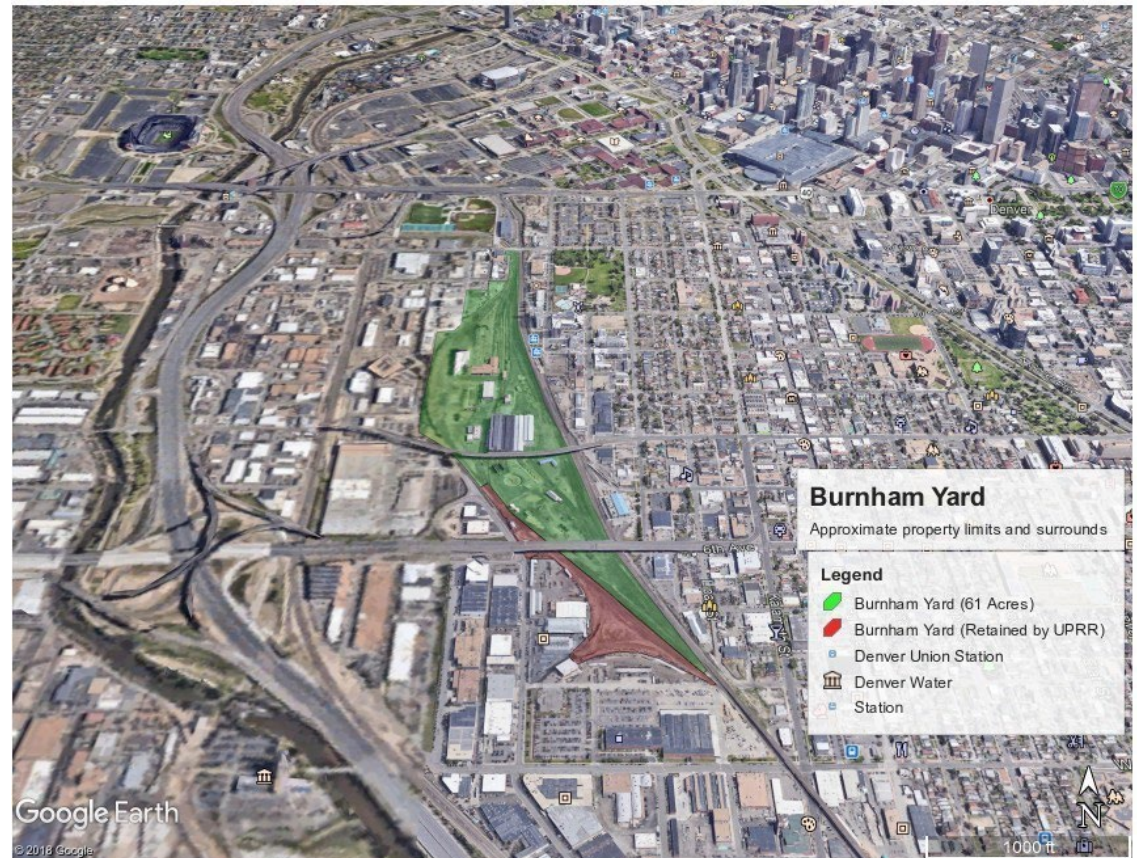 40
Denver
Burnham Yard
Approximate property limits and surrounds
6th Ave
Legend
Burnham Yard (61 Acres)
Burnham Yard (Retained by UPRR)
Denver Union Station
Denver Water
Station
N
Google Earth
© 2018 Google
1000 ft